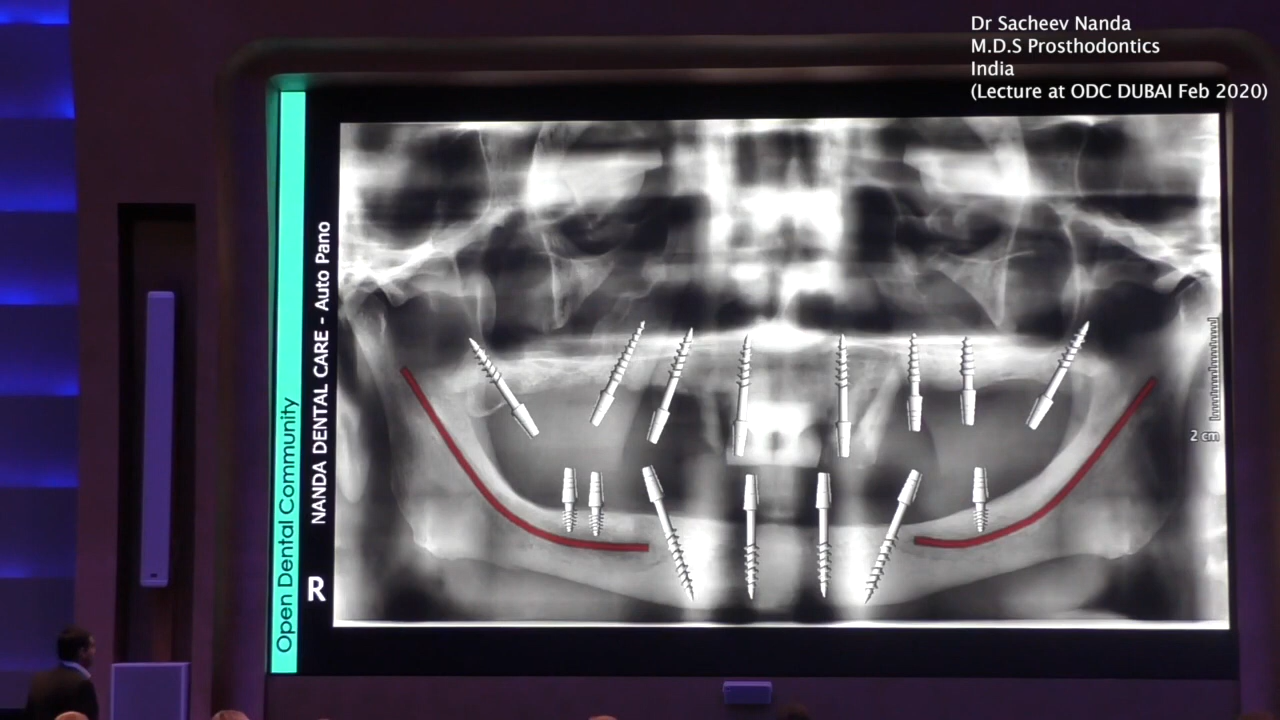 Dr Sacheev Nanda
M.D.S Prosthodontics
India
(Lecture at ODC DUBAI Feb 2020)
Open Dental Community
NANDA DENTAL CARE - Auto Pano
R
2 cm